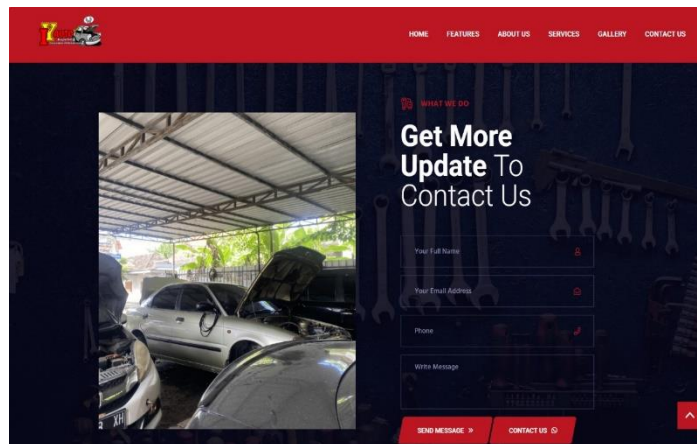 HOME FEATURES ABOUT US SERVICES GALLERY CONTACT US
WHAT WE DO
Get More
Update To
Contact Us
Your Full Name
Your Email Address
Phone
Write Message
SEND MESSAGE »
CONTACT US
XH